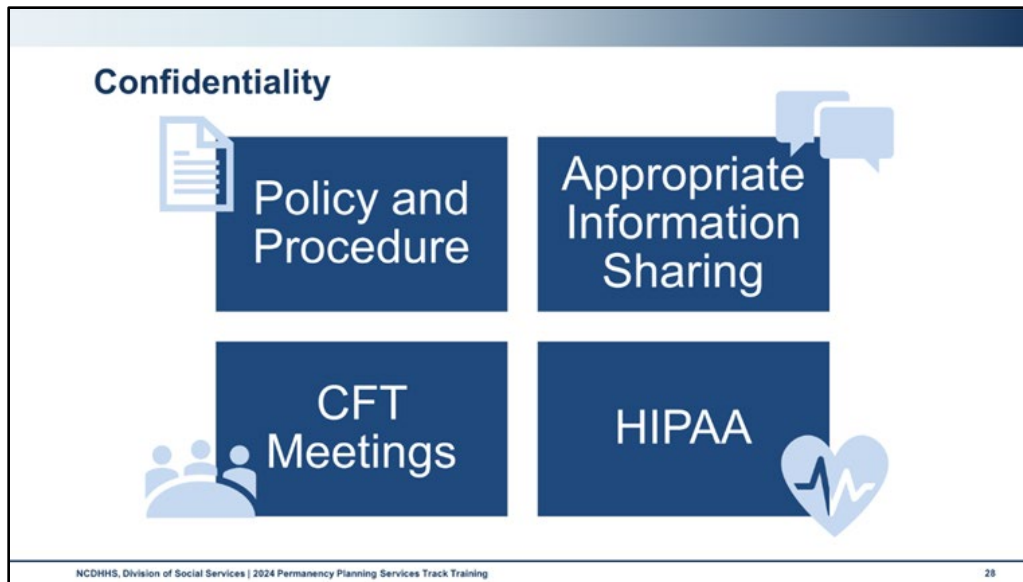 Confidentiality
Policy and
Procedure
Appropriate
Information
Sharing
CFT
Meetings
HIPAA
NCDHHS, Division of Social Services | 2024 Permanency Planning Services Track Training
28